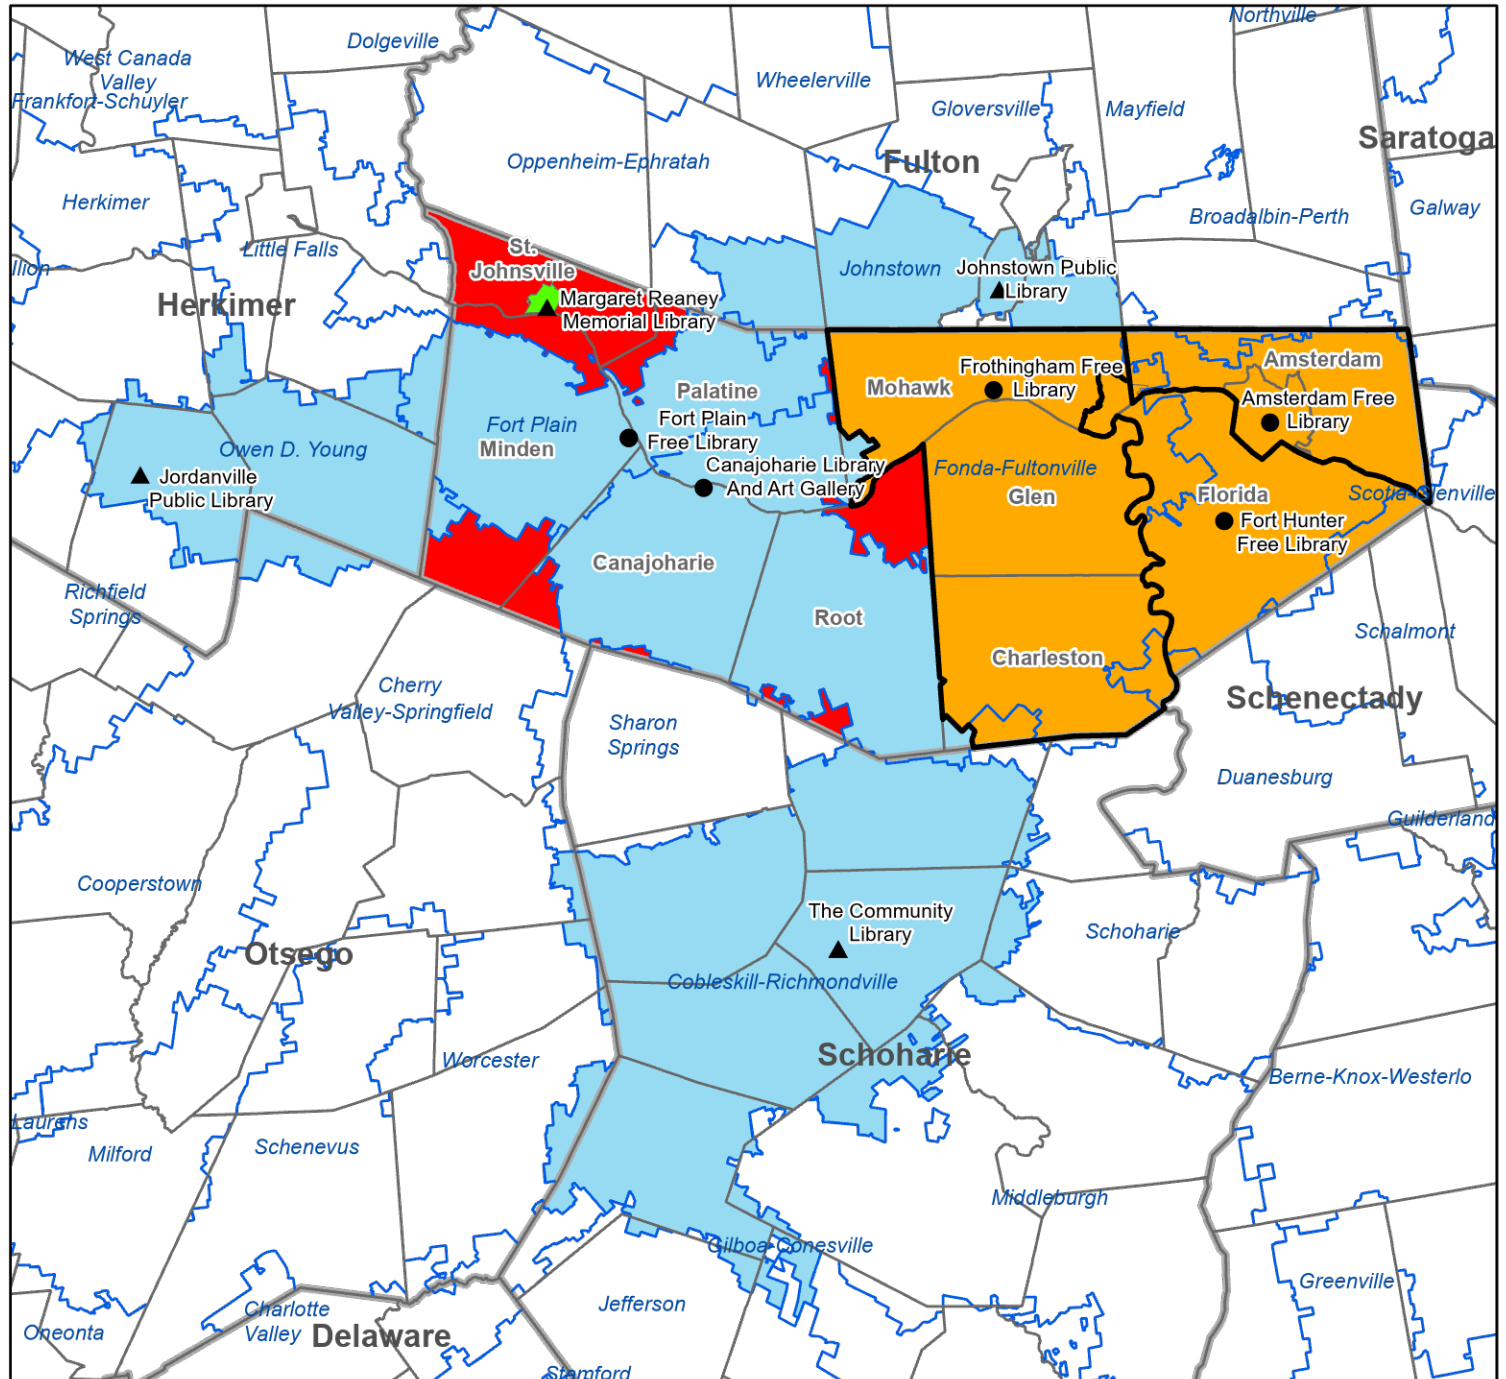 Northville
Dolgeville
West Canada
Valley
Frankfort-Schuyler
Wheelerville
Gloversville
Mayfield
Saratoga
Oppenheim-Ephratah
Fulton
Herkimer
Broadalbin-Perth
Galway
Little Falls
St.
Johnsville
Illion
Johnstown
Johnstown Public
Library
Herkimer
Margaret Reaney
Memorial Library
Amsterdam
Frothingham Free
Library
Mohawk
Palatine
Amsterdam Free
Library
Fort Plain
Free Library
Fort Plain
Minden
Owen D. Young
Canajoharie Library
And Art Gallery
Fonda-Fultonville
Glen
Jordanville
Public Library
Florida
Scotia-Glenville
Fort Hunter
Free Library
Canajoharie
Richfield
Springs
Root
Schalmont
Charleston
Cherry
Valley-Springfield
Schenectady
Sharon
Springs
Duanesburg
Guilderland
Cooperstown
The Community
Library
Schoharie
Otsego
Cobleskill-Richmondville
Worcester
Schoharie
Berne-Knox-Westerlo
Laurens
Milford
Schenevus
Middleburgh
Gilboa-Conesville
Greenville
Jefferson
Charlotte
Valley
Oneonta
Delaware
Stamford